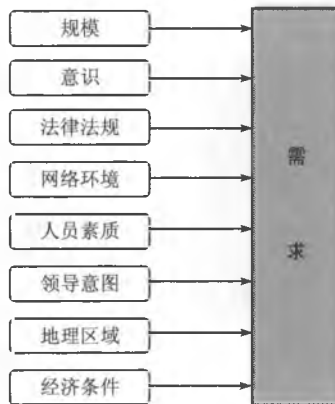 规模
意识
法律法规
网络环境
人员素质
领导意图
地理区域
经济条件
需
求